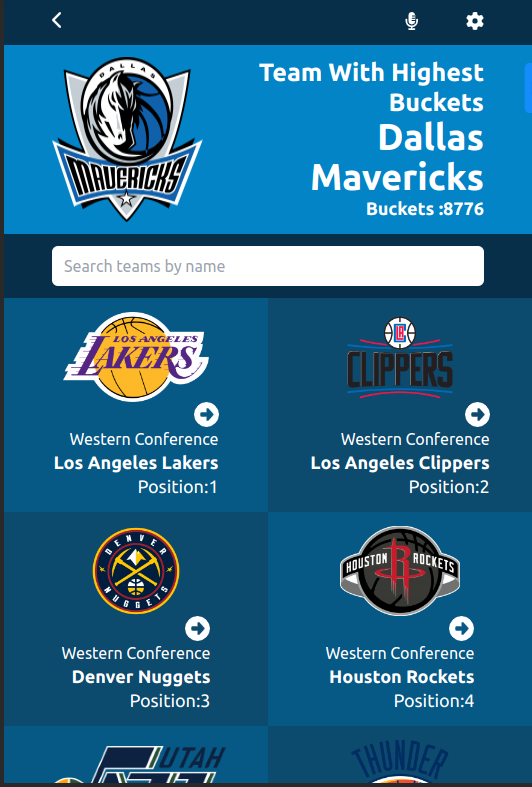 DALLAS
MAVERICKS
Team With Highest
Buckets
Dallas
Mavericks
Buckets :8776
Search teams by name
LOS ANGELES
LAKERS
LA
CLIPPERS
Western Conference
Los Angeles Lakers
Position:1
Western Conference
Los Angeles Clippers
Position:2
DENVER
NUGGETS
HOUSTON ROCKETS
R
Western Conference
Denver Nuggets
Position:3
Western Conference
Houston Rockets
Position:4
UTAH
THUNDER